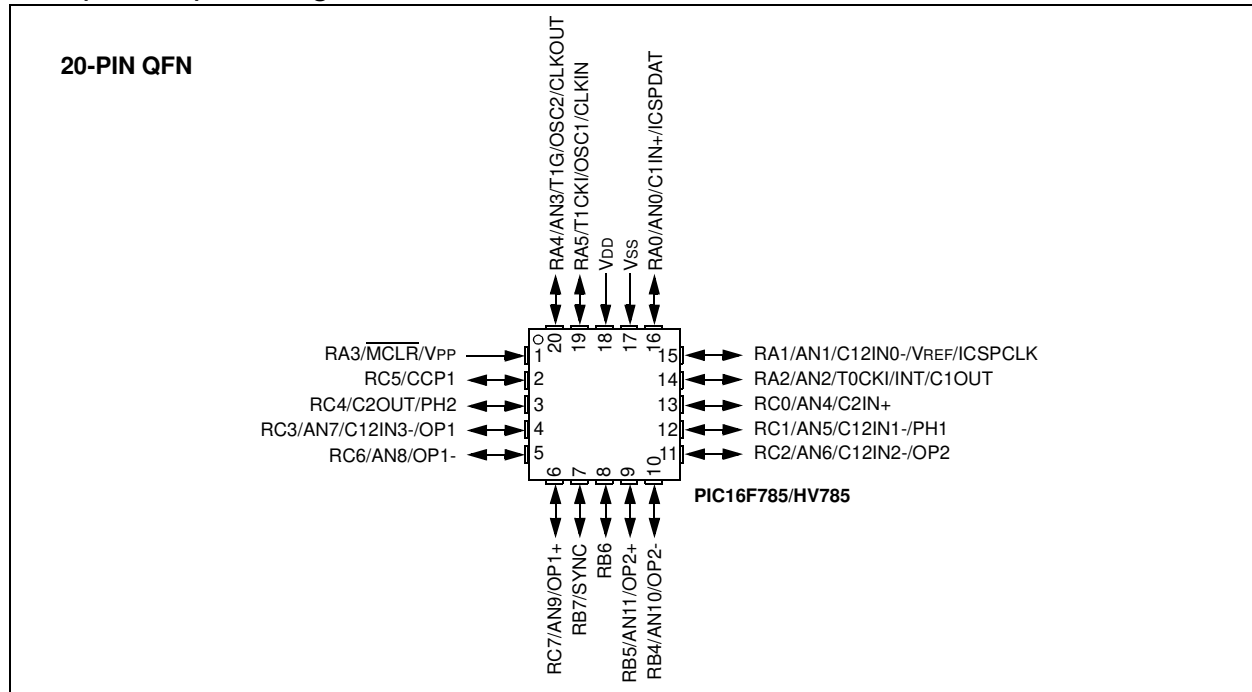 20-PIN QFN
RA4/AN3/T1G/OSC2/CLKOUT
RA5/T1CKI/OSC1/CLKIN
VDD
VSS
RA0/AN0/C1IN+/ICSPDAT
20
19
18
17
16
RA3/MCLR/VPP
1
RC5/CCP1
2
RC4/C2OUT/PH2
3
RC3/AN7/C12IN3-/OP1
4
RC6/AN8/OP1-
5
15
RA1/AN1/C12IN0-/VREF/ICSPCLK
14
RA2/AN2/T0CKI/INT/C1OUT
13
RC0/AN4/C2IN+
12
RC1/AN5/C12IN1-/PH1
11
RC2/AN6/C12IN2-/OP2
6
7
8
9
10
PIC16F785/HV785
RC7/AN9/OP1+
RB7/SYNC
RB6
RB5/AN11/OP2+
RB4/AN10/OP2-